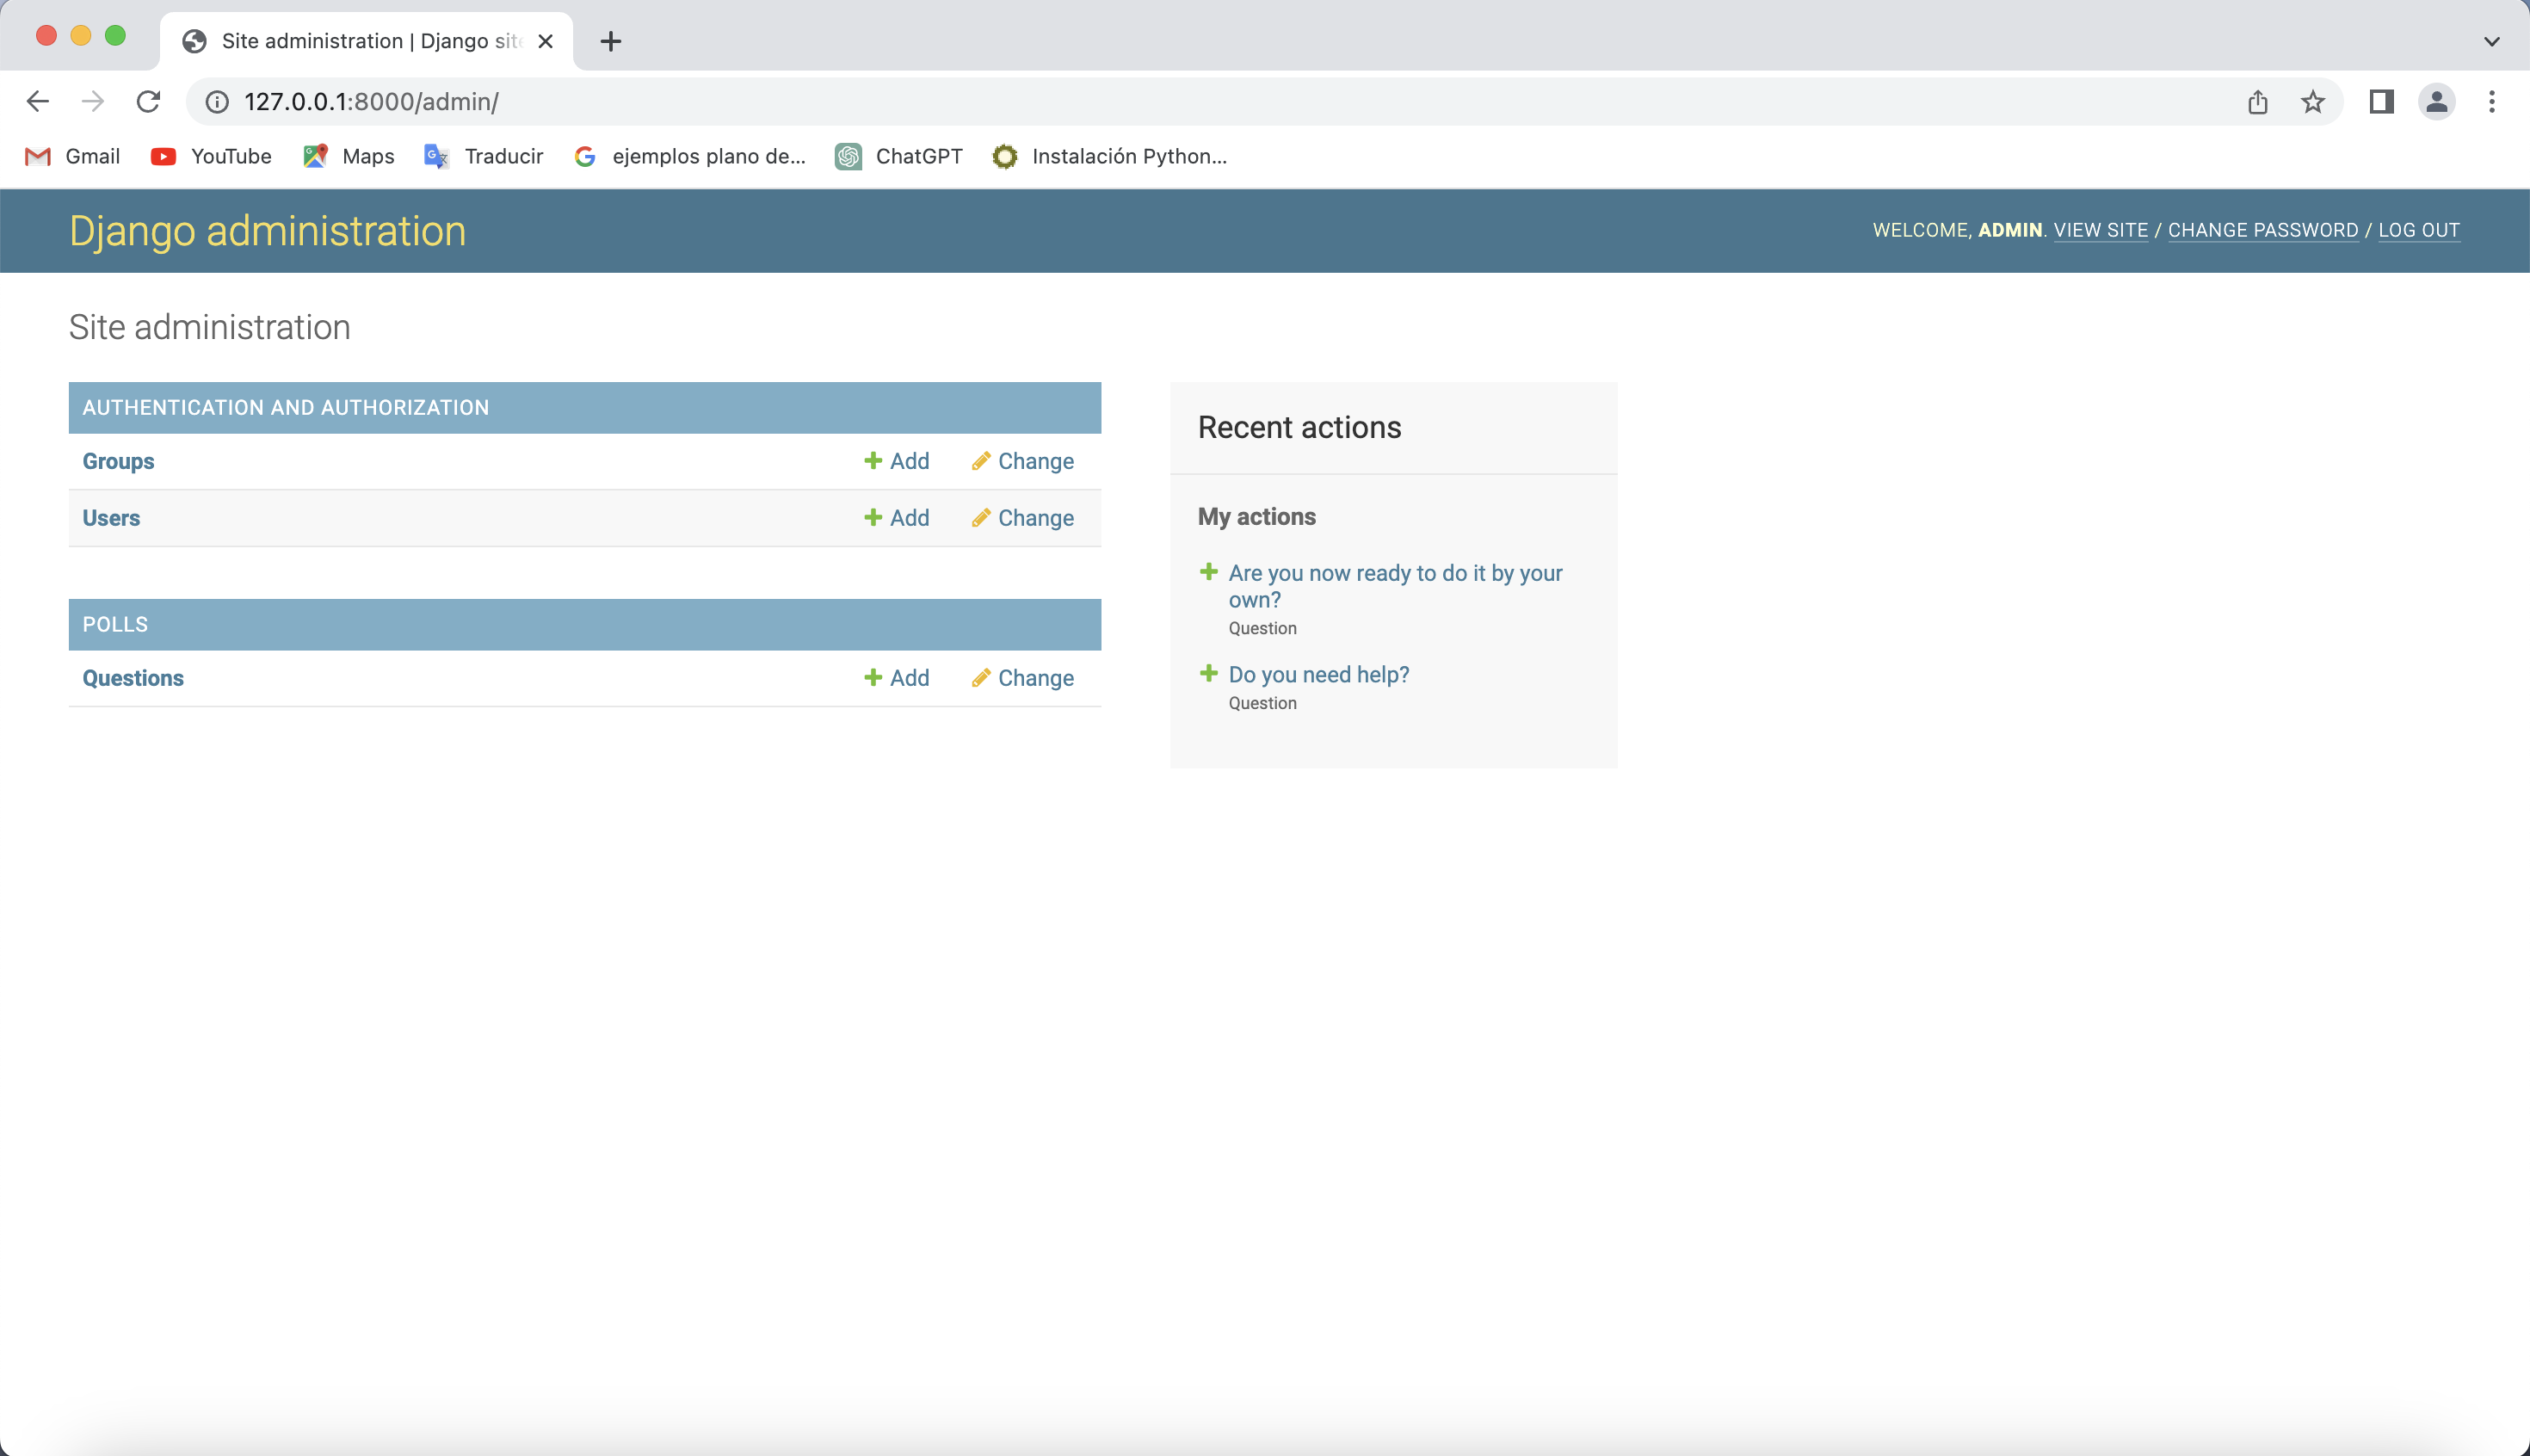 Site administration | Django sit
127.0.0.1:8000/admin/
Gmail YouTube Maps Traducir ejemplos plano de... ChatGPT Instalación Python...
Django administration
WELCOME, ADMIN. VIEW SITE / CHANGE PASSWORD / LOG OUT
Site administration
AUTHENTICATION AND AUTHORIZATION
Groups Add Change
Users Add Change
POLLS
Questions Add Change
Recent actions
My actions
Are you now ready to do it by your
own?
Question
Do you need help?
Question